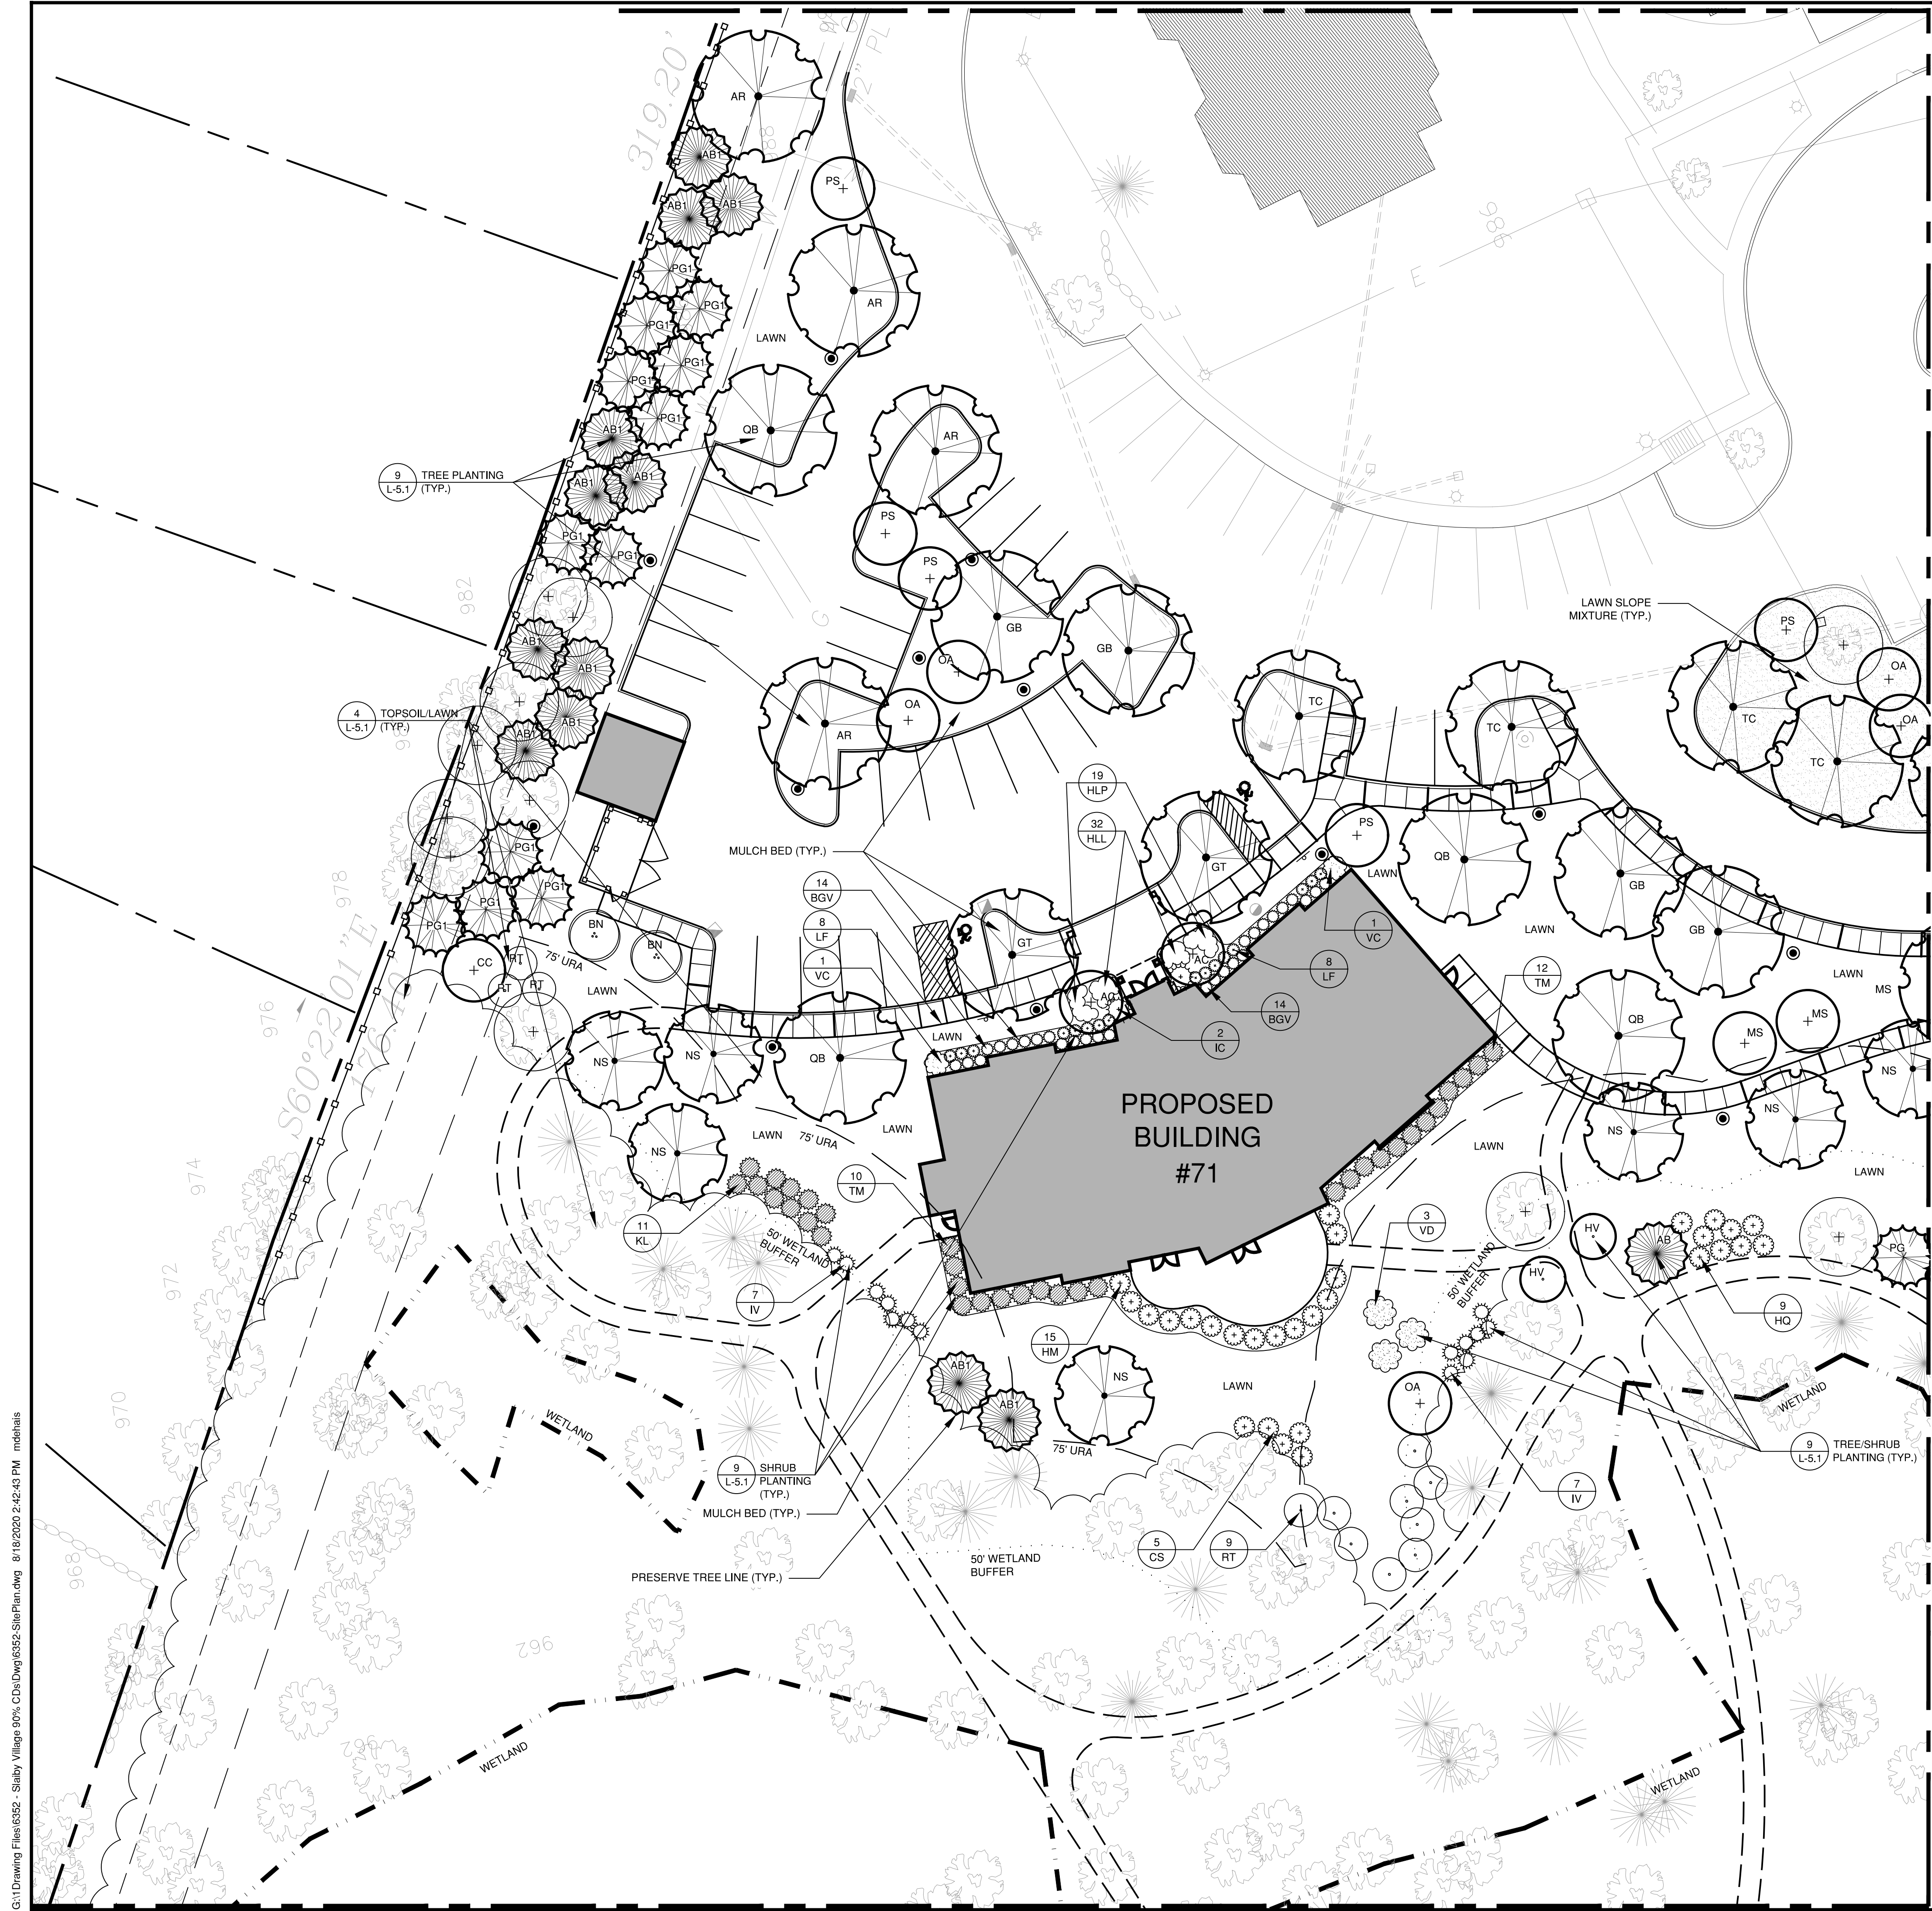 AR
319.20'
2" PL
AB1
PS
AB1
AB1
986
PG1
E
AR
PG1
E
PG1
LAWN
PG1
PG1
PG1
QB
AB1
AR
9
L-5.1
TREE PLANTING
(TYP.)
AB1
AB1
PS
PG1
PG1
PS
982
LAWN SLOPE
MIXTURE (TYP.)
G
GB
PS
AB1
GB
OA
AB1
OA
OA
TC
TC
TC
OA
4
L-5.1
TOPSOIL/LAWN
(TYP.)
AB1
AB1
AR
TC
19
HLP
32
HLL
PS
PG1
MULCH BED (TYP.)
GT
QB
LAWN
978
14
BGV
PG1
GB
PG1
8
LF
BN
1
VC
GB
PG1
BN
GT
LAWN
75' URA
1
VC
CC
RT
AC
8
LF
12
TM
LAWN
RT
RT
LAWN
AC
MS
976
14
BGV
MS
MS
QB
LAWN
2
IC
NS
NS
QB
NS
S60°22'01"E
PROPOSED
BUILDING
#71
NS
NS
LAWN
75' URA
LAWN
LAWN
NS
LAWN
974
10
TM
11
KL
3
VD
HV
50' WETLAND
BUFFER
AB
PG
972
HV
50' WETLAND
BUFFER
7
IV
9
HQ
15
HM
AB1
NS
LAWN
OA
970
AB1
WETLAND
WETLAND
75' URA
9
L-5.1
TREE/SHRUB
PLANTING (TYP.)
9
L-5.1
SHRUB
PLANTING
(TYP.)
7
IV
MULCH BED (TYP.)
5
CS
9
RT
968
50' WETLAND
BUFFER
PRESERVE TREE LINE (TYP.)
962
962
WETLAND
WETLAND
G:\1Drawing Files\6352 - Slaiby Village 90% CDs\Dwg\6352-SitePlan.dwg 8/18/2020 2:42:43 PM mdehais